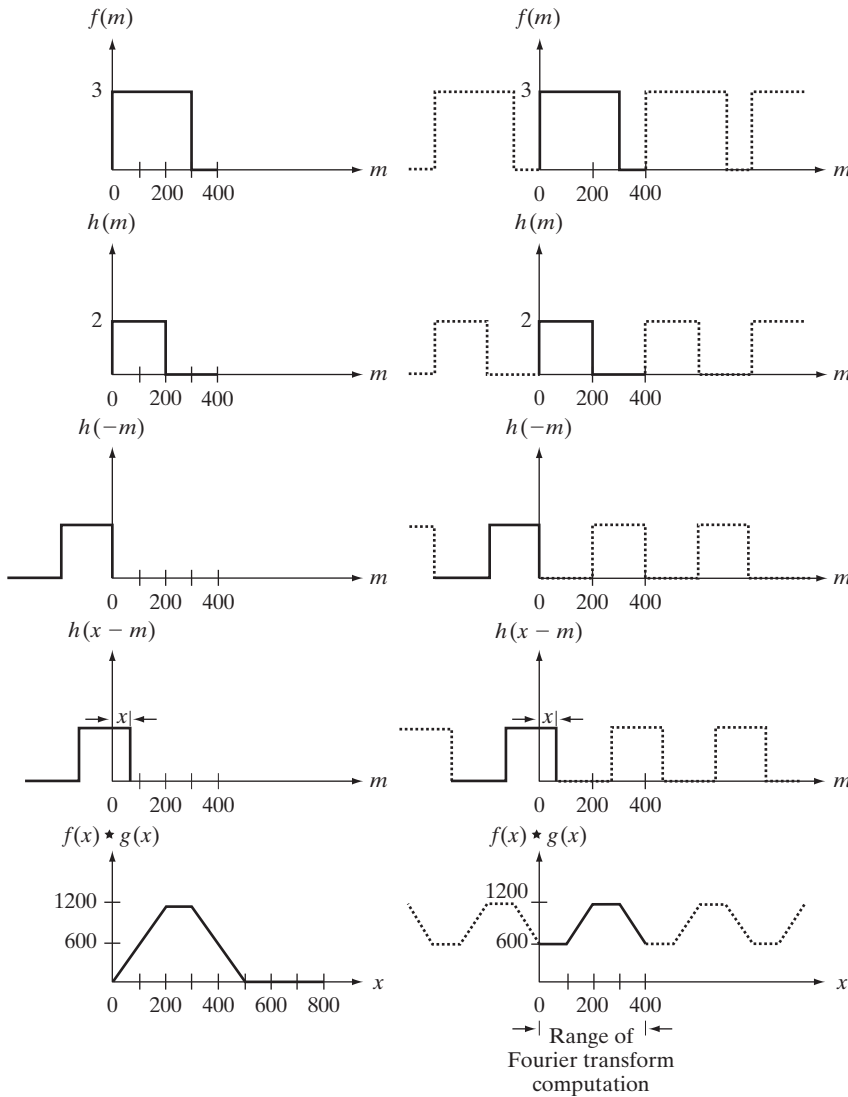 f(m) f(m)
3 3
m m
0 200 400 0 200 400
h(m) h(m)
2 2
m m
0 200 400 0 200 400
h(−m) h(−m)
m m
0 200 400 0 200 400
h(x − m) h(x − m)
x x
m m
0 200 400 0 200 400
f(x) ★ g(x) f(x) ★ g(x)
1200 1200
600 600
x x
0 200 400 600 800 0 200 400
Range of
Fourier transform
computation